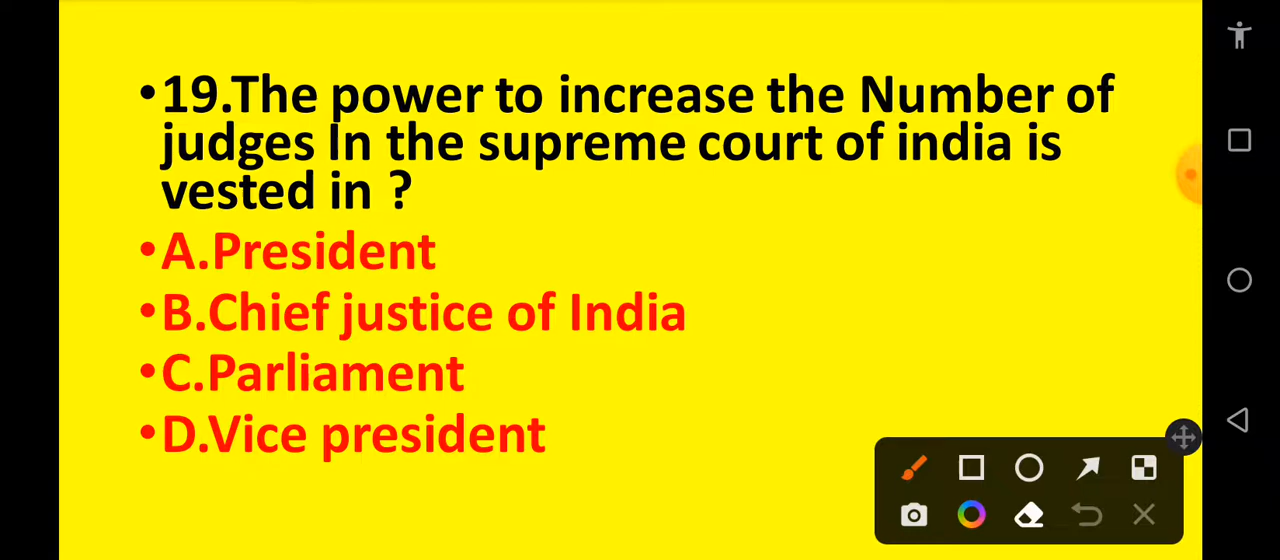 •19.The power to increase the Number of
judges In the supreme court of india is
vested in ?
•A.President
•B.Chief justice of India
•C.Parliament
•D.Vice president